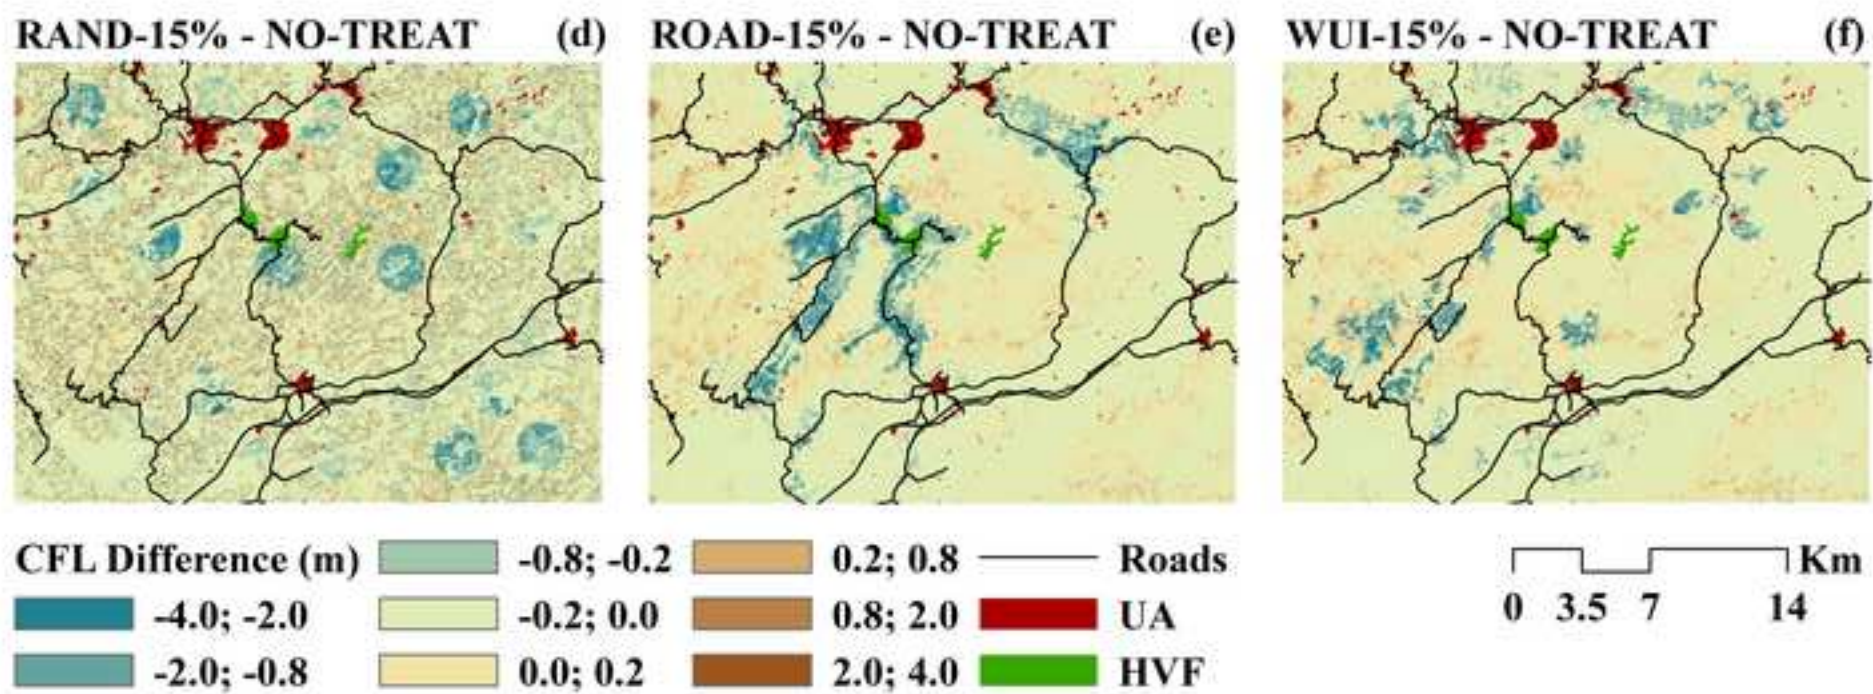 RAND-15% - NO-TREAT (d) ROAD-15% - NO-TREAT (e) WUI-15% - NO-TREAT (f)
CFL Difference (m) -0.8; -0.2 0.2; 0.8 Roads Km
-4.0; -2.0 -0.2; 0.0 0.8; 2.0 UA 0 3.5 7 14
-2.0; -0.8 0.0; 0.2 2.0; 4.0 HVF